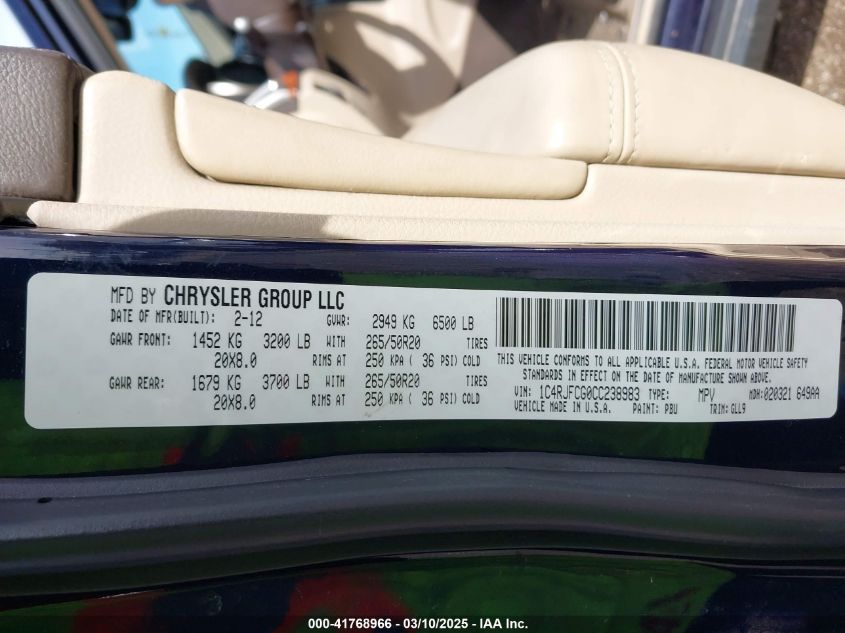 MFD BY CHRYSLER GROUP LLC
DATE OF MFR(BUILT): 2-12 GVWR: 2949 KG 6500 LB
GAWR FRONT: 1452 KG 3200 LB WITH 265/50R20 TIRES
20X8.0 RIMS AT 250 KPA ( 36 PSI) COLD
GAWR REAR: 1679 KG 3700 LB WITH 265/50R20 TIRES
20X8.0 RIMS AT 250 KPA ( 36 PSI) COLD
THIS VEHICLE CONFORMS TO ALL APPLICABLE U.S.A. FEDERAL MOTOR VEHICLE SAFETY
STANDARDS IN EFFECT ON THE DATE OF MANUFACTURE SHOWN ABOVE.
VIN: 1C4RJFCG0CC238983 TYPE: MPV MDH: 020321 649AA
VEHICLE MADE IN U.S.A. PAINT: PBU TRIM: GLL9
000-41768966 — 03/10/2025 — IAA Inc.